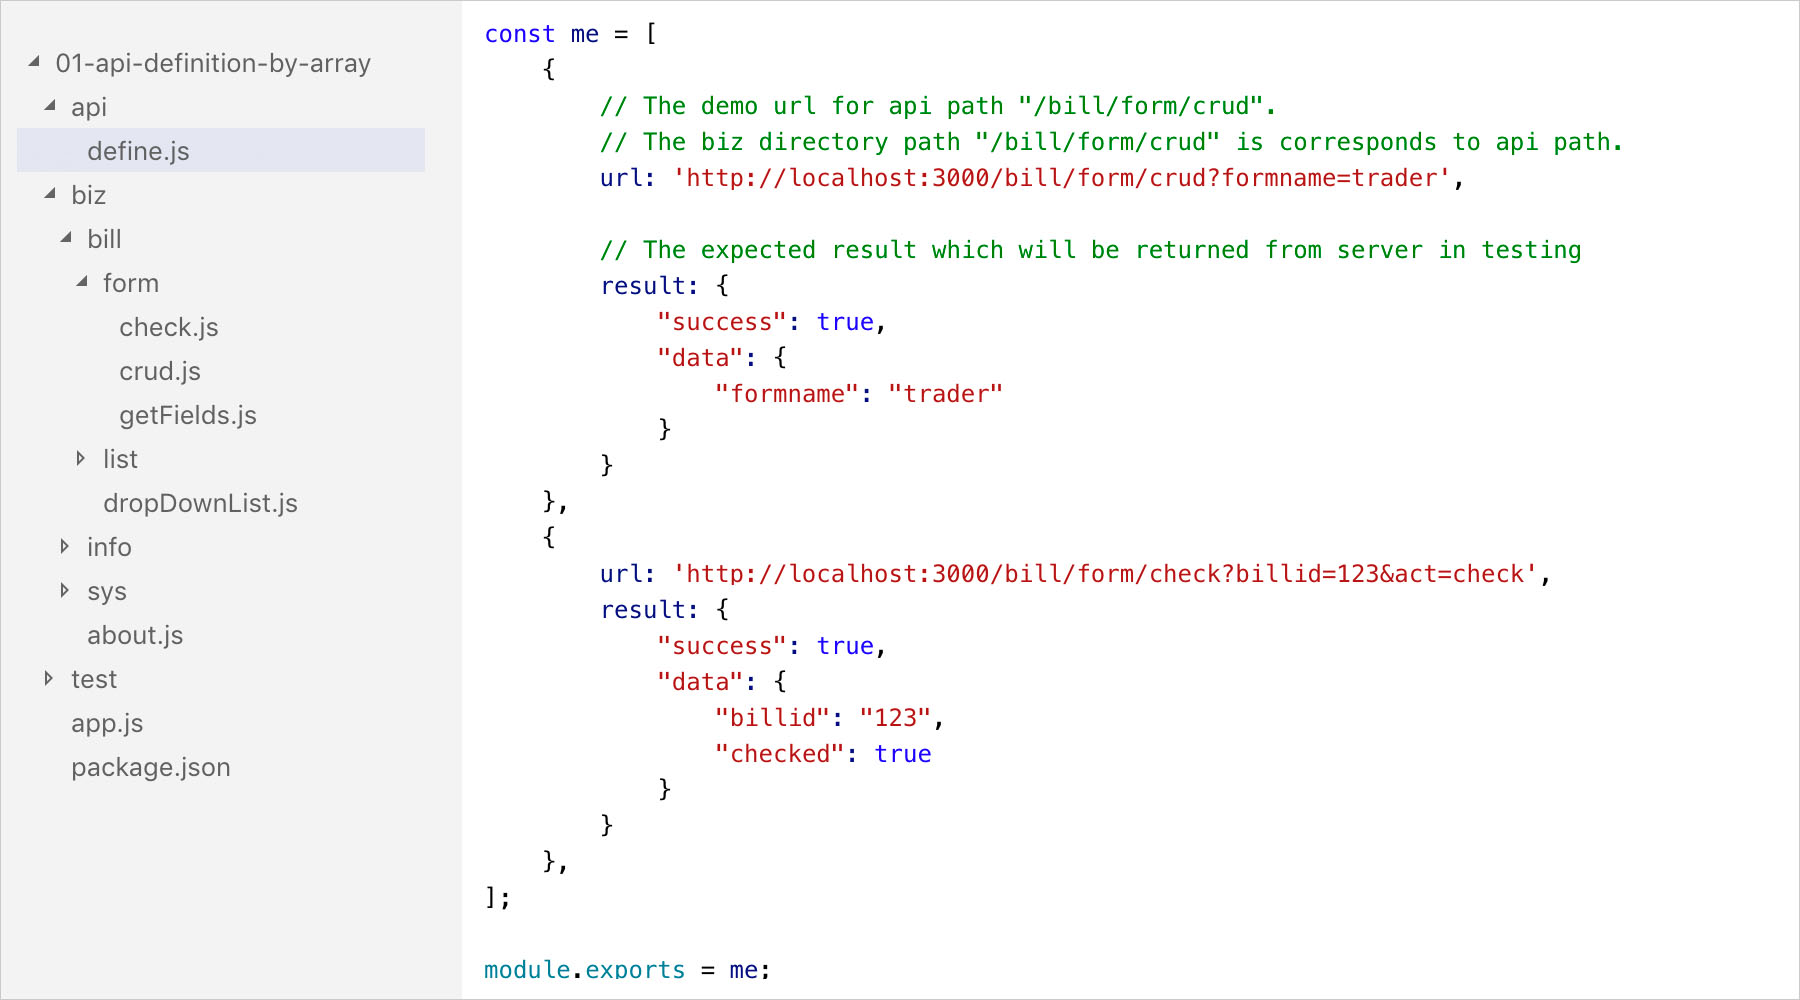 01-api-definition-by-array
api
define.js
biz
bill
form
check.js
crud.js
getFields.js
list
dropDownList.js
info
sys
about.js
test
app.js
package.json
const me = [
    {
        // The demo url for api path "/bill/form/crud".
        // The biz directory path "/bill/form/crud" is corresponds to api path.
        url: 'http://localhost:3000/bill/form/crud?formname=trader',

        // The expected result which will be returned from server in testing
        result: {
            "success": true,
            "data": {
                "formname": "trader"
            }
        }
    },
    {
        url: 'http://localhost:3000/bill/form/check?billid=123&act=check',
        result: {
            "success": true,
            "data": {
                "billid": "123",
                "checked": true
            }
        }
    },
];

module.exports = me;